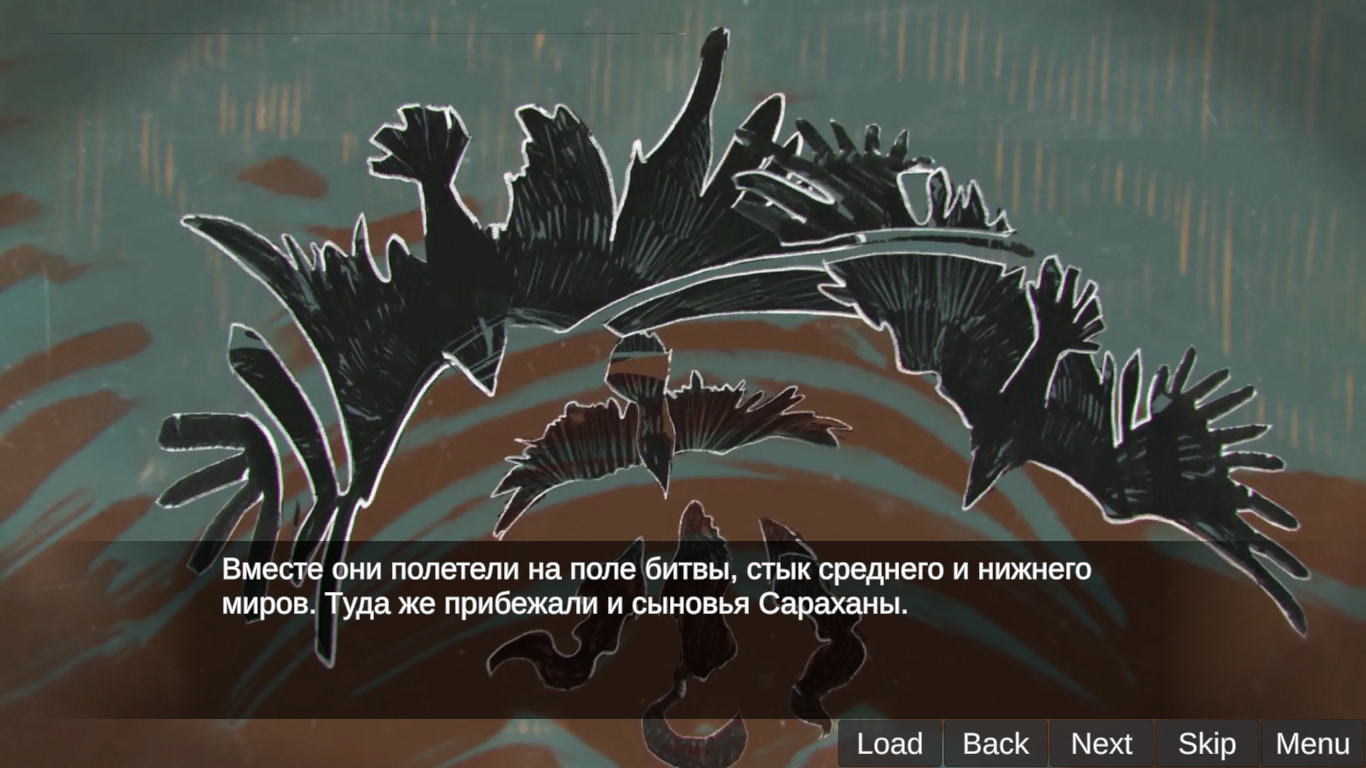 Вместе они полетели на поле битвы, стык среднего и нижнего
миров. Туда же прибежали и сыновья Сараханы.
Load Back Next Skip Menu